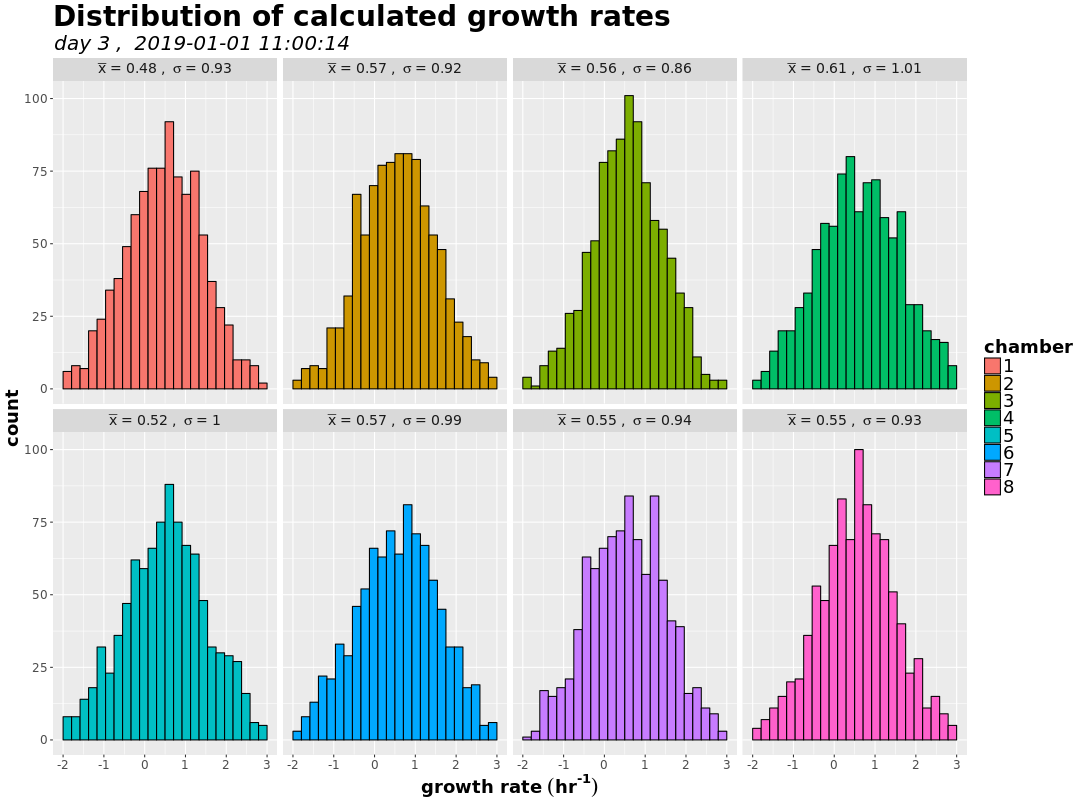 Distribution of calculated growth rates
day 3 ,  2019-01-01 11:00:14
x̅ = 0.48 ,  σ = 0.93
x̅ = 0.57 ,  σ = 0.92
x̅ = 0.56 ,  σ = 0.86
x̅ = 0.61 ,  σ = 1.01
100
75
50
25
0
x̅ = 0.52 ,  σ = 1
x̅ = 0.57 ,  σ = 0.99
x̅ = 0.55 ,  σ = 0.94
x̅ = 0.55 ,  σ = 0.93
100
75
50
25
0
-2 -1 0 1 2 3
-2 -1 0 1 2 3
-2 -1 0 1 2 3
-2 -1 0 1 2 3
growth rate (hr⁻¹)
count
chamber
1
2
3
4
5
6
7
8